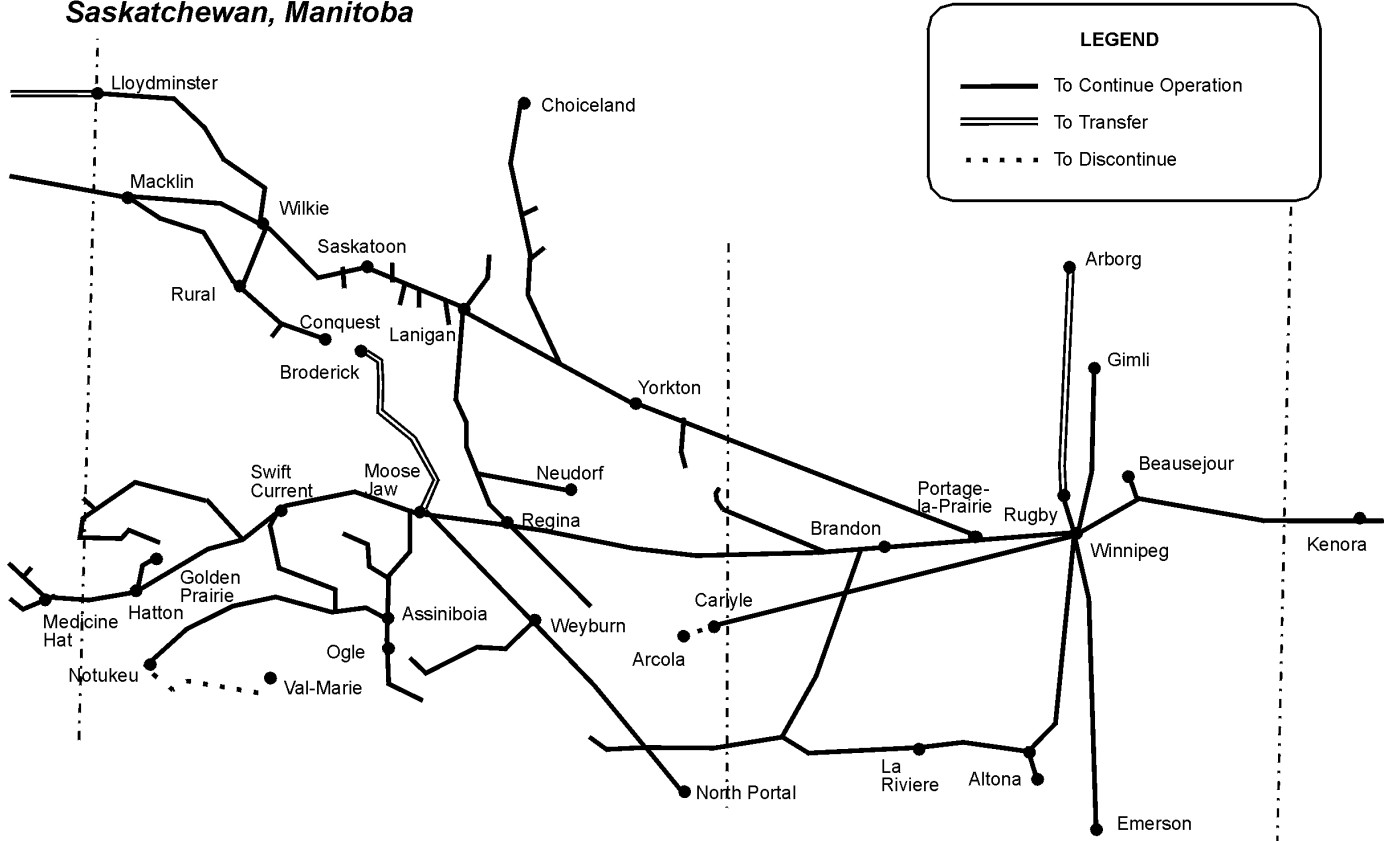 Saskatchewan, Manitoba
LEGEND
To Continue Operation
To Transfer
To Discontinue
Lloydminster
Choiceland
Macklin
Wilkie
Saskatoon
Arborg
Rural
Conquest
Lanigan
Broderick
Gimli
Yorkton
Swift
Current
Moose
Jaw
Neudorf
Beausejour
Portage-
la-Prairie
Rugby
Regina
Brandon
Winnipeg
Kenora
Golden
Prairie
Hatton
Medicine
Hat
Assiniboia
Carlyle
Weyburn
Ogle
Arcola
Notukeu
Val-Marie
La
Riviere
Altona
North Portal
Emerson